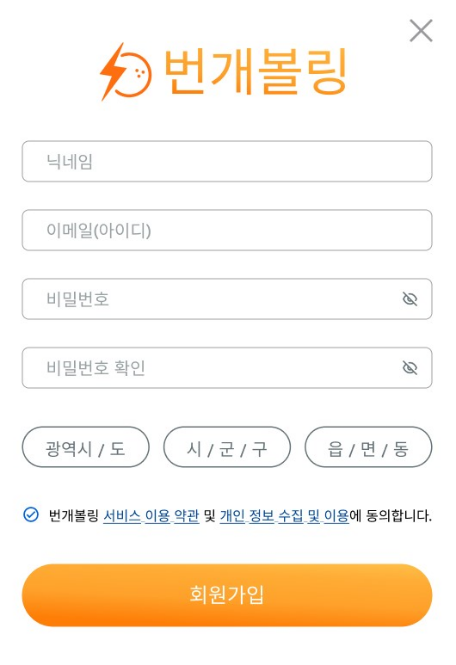 번개볼링
닉네임
이메일(아이디)
비밀번호
비밀번호 확인
광역시 / 도 시 / 군 / 구 읍 / 면 / 동
번개볼링 서비스 이용 약관 및 개인 정보 수집 및 이용에 동의합니다.
회원가입